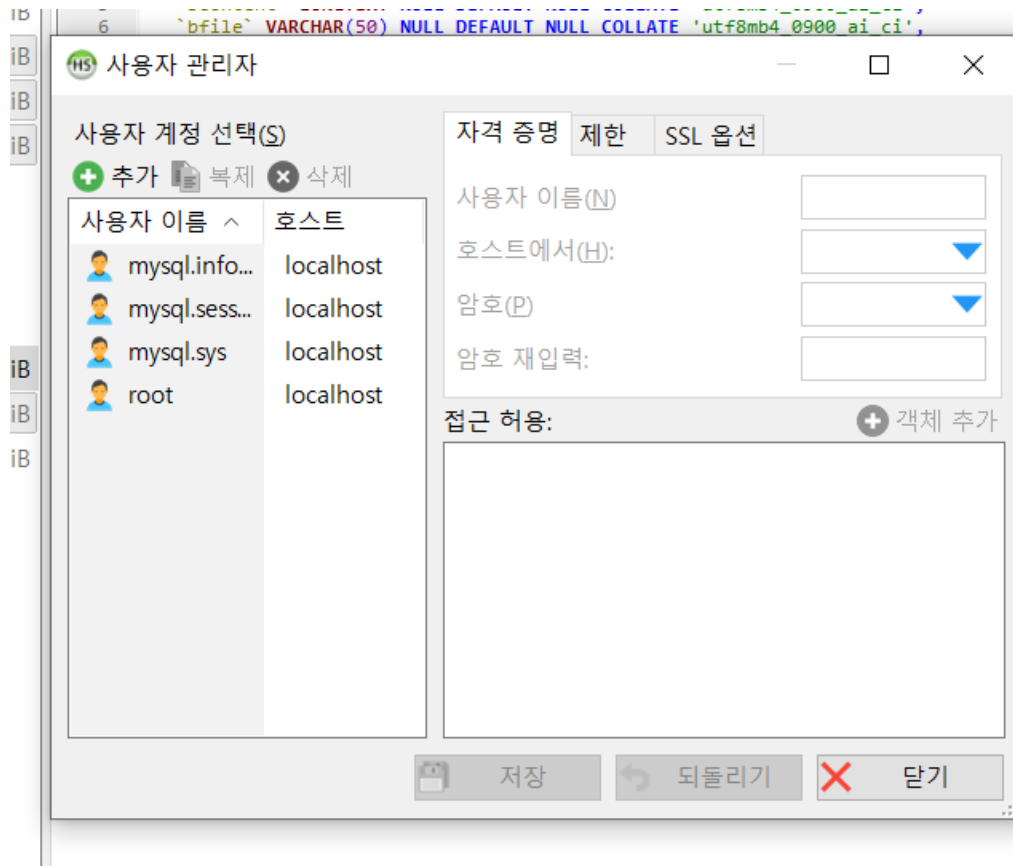 iB
6 `bfile` VARCHAR(50) NULL DEFAULT NULL COLLATE 'utf8mb4_0900_ai_ci',
iB
HS 사용자 관리자
iB
iB
사용자 계정 선택(S)
추가 복제 삭제
사용자 이름 호스트
mysql.info... localhost
mysql.sess... localhost
mysql.sys localhost
root localhost
자격 증명 제한 SSL 옵션
사용자 이름(N)
호스트에서(H):
암호(P)
암호 재입력:
접근 허용:
객체 추가
iB
iB
iB
저장 되돌리기 닫기